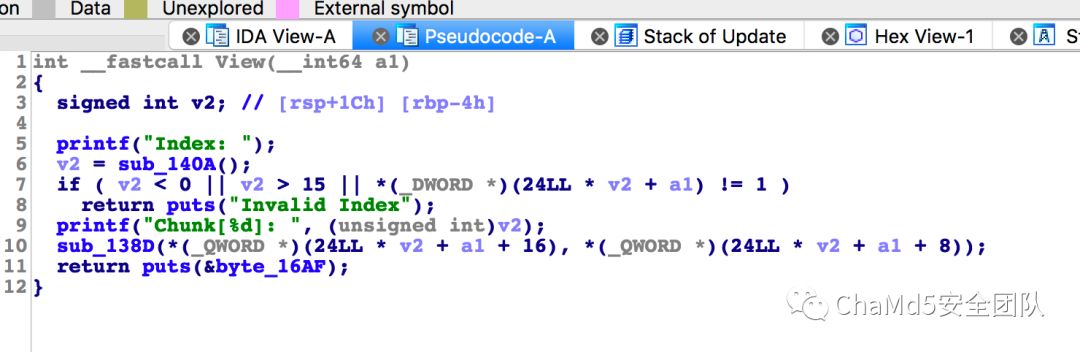 on Data Unexplored External symbol
IDA View-A Pseudocode-A Stack of Update Hex View-1 St
1 int __fastcall View(__int64 a1)
2 {
3 signed int v2; // [rsp+1Ch] [rbp-4h]
4
5 printf("Index: ");
6 v2 = sub_140A();
7 if ( v2 < 0 || v2 > 15 || *(_DWORD *)(24LL * v2 + a1) != 1 )
8 return puts("Invalid Index");
9 printf("Chunk[%d]: ", (unsigned int)v2);
10 sub_138D(*(_QWORD *)(24LL * v2 + a1 + 16), *(_QWORD *)(24LL * v2 + a1 + 8));
11 return puts(&byte_16AF);
12 }
ChaMd5安全团队